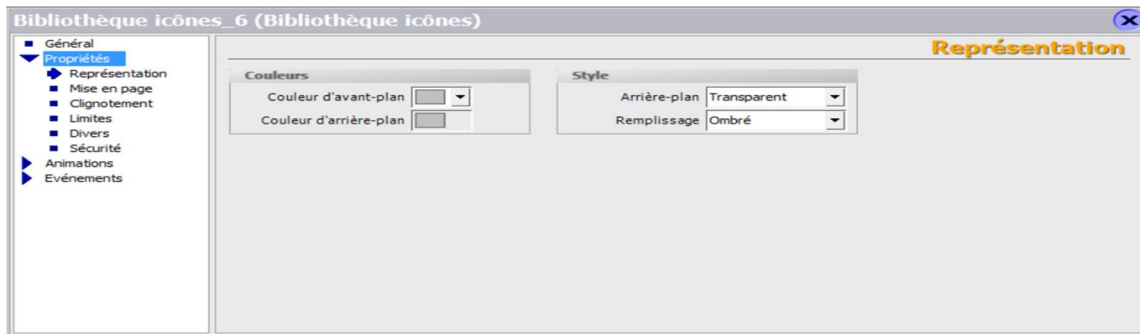 Bibliothèque icônes_6 (Bibliothèque icônes)
Général
Propriétés
Représentation
Mise en page
Clignotement
Limites
Divers
Sécurité
Animations
Evénements
Représentation
Couleurs
Couleur d'avant-plan
Couleur d'arrière-plan
Style
Arrière-plan Transparent
Remplissage Ombré